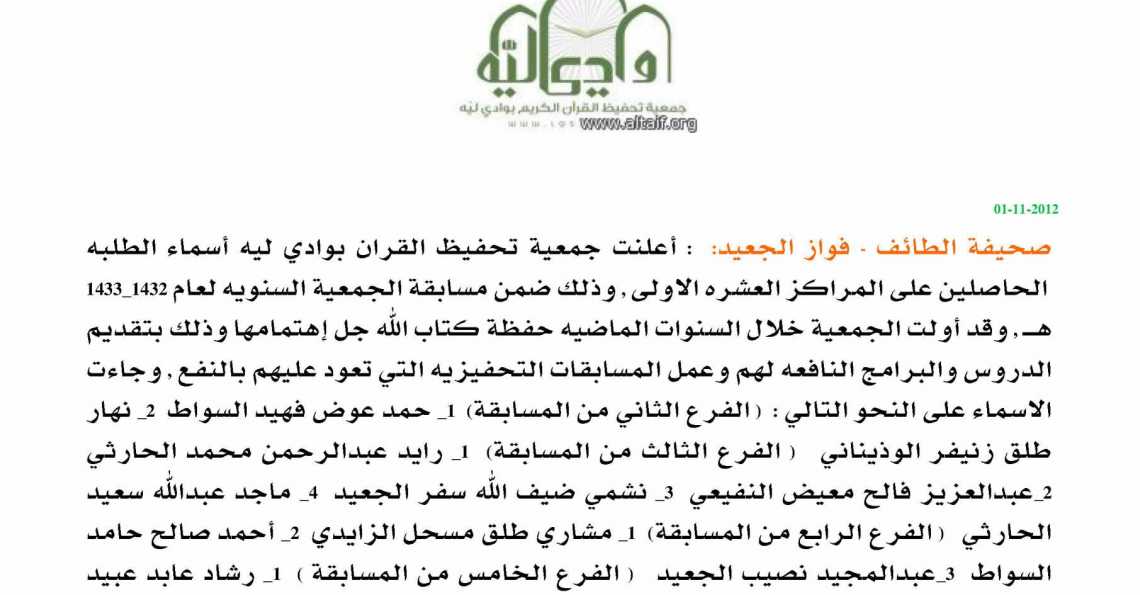 وادي ليّه
جمعية تحفيظ القرآن الكريم بوادي ليّه
www.altaif.org
01-11-2012
صحيفة الطائف - فواز الجعيد: : أعلنت جمعية تحفيظ القران بوادي ليه أسماء الطلبه
الحاصلين على المراكز العشره الاولى , وذلك ضمن مسابقة الجمعية السنويه لعام 1432_1433
هــ , وقد أولت الجمعية خلال السنوات الماضيه حفظة كتاب الله جل إهتمامها وذلك بتقديم
الدروس والبرامج النافعه لهم وعمل المسابقات التحفيزيه التي تعود عليهم بالنفع , وجاءت
الاسماء على النحو التالي : ( الفرع الثاني من المسابقة) 1_ حمد عوض فهيد السواط 2_ نهار
طلق زنيفر الوذيناني ( الفرع الثالث من المسابقة) 1_ رايد عبدالرحمن محمد الحارثي
2_عبدالعزيز فالح معيض النفيعي 3_ نشمي ضيف الله سفر الجعيد 4_ ماجد عبدالله سعيد
الحارثي ( الفرع الرابع من المسابقة) 1_ مشاري طلق مسحل الزايدي 2_ أحمد صالح حامد
السواط 3_عبدالمجيد نصيب الجعيد ( الفرع الخامس من المسابقة ) 1_ رشاد عابد عبيد